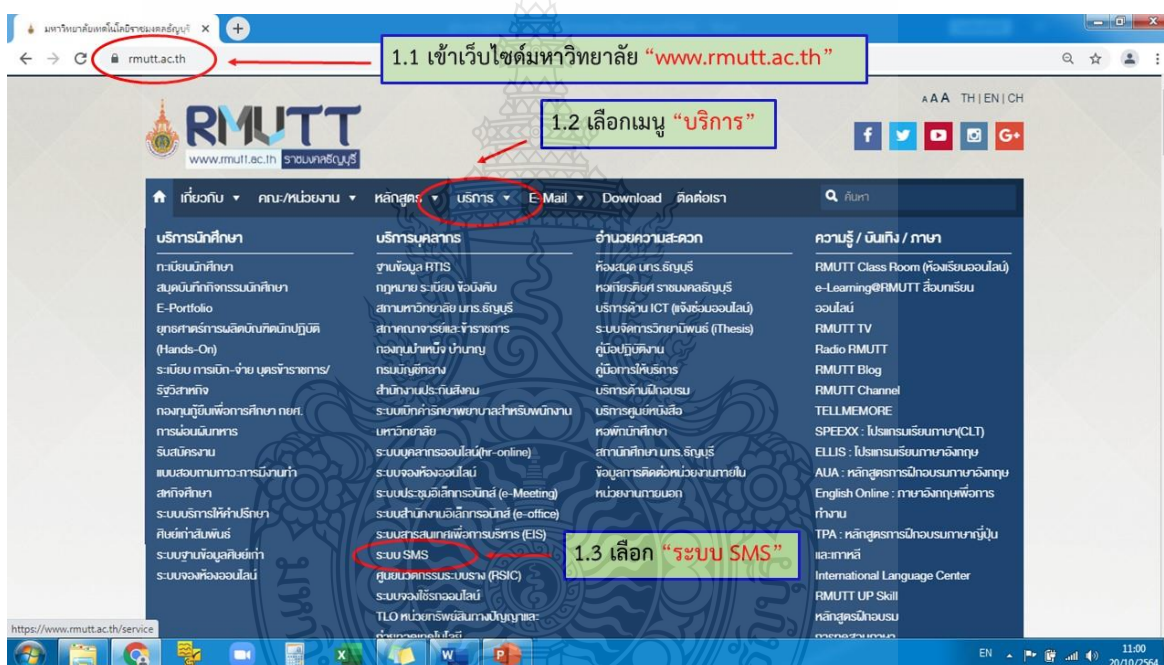 มหาวิทยาลัยเทคโนโลยีราชมงคลธัญบุรี
rmutt.ac.th
1.1 เข้าเว็บไซต์มหาวิทยาลัย “www.rmutt.ac.th”
A A A TH | EN | CH
RMUTT
www.rmutt.ac.th ราชมงคลธัญบุรี
1.2 เลือกเมนู “บริการ”
เกี่ยวกับ คณะ/หน่วยงาน หลักสูตร บริการ E-Mail Download ติดต่อเรา ค้นหา
บริการนักศึกษา
ทะเบียนนักศึกษา
สมุดบันทึกกิจกรรมนักศึกษา
E-Portfolio
ยุทธศาสตร์การผลิตบัณฑิตนักปฏิบัติ
(Hands-On)
ระเบียบ การเบิก-จ่าย บุตรข้าราชการ/
รัฐวิสาหกิจ
กองทุนกู้ยืมเพื่อการศึกษา กยศ.
การผ่อนผันทหาร
รับสมัครงาน
แบบสอบถามภาวะการมีงานทำ
สหกิจศึกษา
ระบบบริการให้คำปรึกษา
ศิษย์เก่าสัมพันธ์
ระบบฐานข้อมูลศิษย์เก่า
ระบบจองห้องออนไลน์
บริการบุคลากร
ฐานข้อมูล RTIS
กฎหมาย ระเบียบ ข้อบังคับ
สภามหาวิทยาลัย มทร.ธัญบุรี
สภาคณาจารย์และข้าราชการ
กองทุนบำเหน็จ บำนาญ
กรมบัญชีกลาง
สำนักงานประกันสังคม
ระบบเบิกค่ารักษาพยาบาลสำหรับพนักงาน
มหาวิทยาลัย
ระบบบุคลากรออนไลน์(hr-online)
ระบบจองห้องออนไลน์
ระบบประชุมอิเล็กทรอนิกส์ (e-Meeting)
ระบบสำนักงานอิเล็กทรอนิกส์ (e-office)
ระบบสารสนเทศเพื่อการบริหาร (EIS)
ระบบ SMS
ศูนย์นวัตกรรมระบบราง (RSIC)
ระบบจองใช้รถออนไลน์
TLO หน่วยทรัพย์สินทางปัญญาและ
ถ่ายทอดเทคโนโลยี
อำนวยความสะดวก
ห้องสมุด มทร.ธัญบุรี
หอเกียรติยศ ราชมงคลธัญบุรี
บริการด้าน ICT (แจ้งซ่อมออนไลน์)
ระบบจัดการวิทยานิพนธ์ (iThesis)
คู่มือปฏิบัติงาน
คู่มือการให้บริการ
บริการด้านฝึกอบรม
บริการศูนย์หนังสือ
หอพักนักศึกษา
สภานักศึกษา มทร.ธัญบุรี
ข้อมูลการติดต่อหน่วยงานภายใน
หน่วยงานภายนอก
1.3 เลือก “ระบบ SMS”
ความรู้ / บันเทิง / ภาษา
RMUTT Class Room (ห้องเรียนออนไลน์)
e-Learning@RMUTT สื่อบทเรียน
ออนไลน์
RMUTT TV
Radio RMUTT
RMUTT Blog
RMUTT Channel
TELLMEMORE
SPEEXX : โปรแกรมเรียนภาษา(CLT)
ELLIS : โปรแกรมเรียนภาษาอังกฤษ
AUA : หลักสูตรการฝึกอบรมภาษาอังกฤษ
English Online : ภาษาอังกฤษเพื่อการ
ทำงาน
TPA : หลักสูตรการฝึกอบรมภาษาญี่ปุ่น
และเกาหลี
International Language Center
RMUTT UP Skill
หลักสูตรฝึกอบรม
การทดสอบภาษา
https://www.rmutt.ac.th/service
EN 11:00
20/10/2564